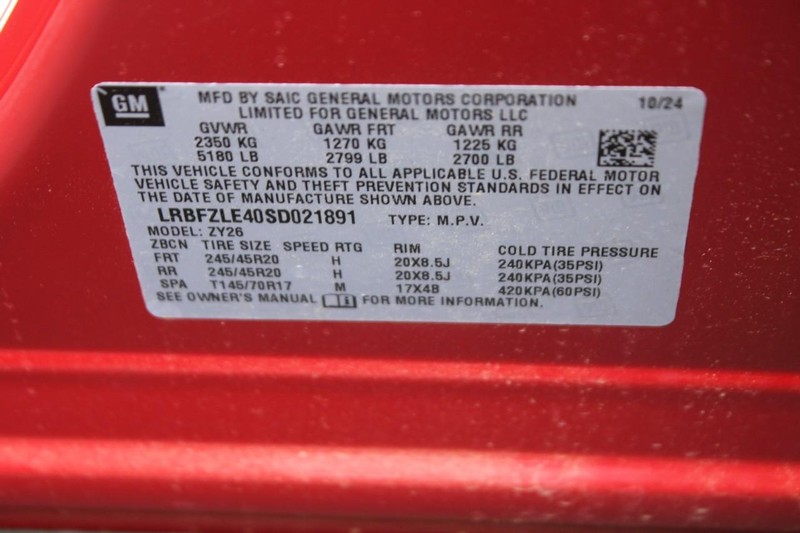 GM
MFD BY SAIC GENERAL MOTORS CORPORATION 10/24
LIMITED FOR GENERAL MOTORS LLC
GVWR GAWR FRT GAWR RR
2350 KG 1270 KG 1225 KG
5180 LB 2799 LB 2700 LB
THIS VEHICLE CONFORMS TO ALL APPLICABLE U.S. FEDERAL MOTOR
VEHICLE SAFETY AND THEFT PREVENTION STANDARDS IN EFFECT ON
THE DATE OF MANUFACTURE SHOWN ABOVE.
LRBFZLE40SD021891 TYPE: M.P.V.
MODEL: ZY26
ZBCN TIRE SIZE SPEED RTG RIM COLD TIRE PRESSURE
FRT 245/45R20 H 20X8.5J 240KPA(35PSI)
RR 245/45R20 H 20X8.5J 240KPA(35PSI)
SPA T145/70R17 M 17X4B 420KPA(60PSI)
SEE OWNER'S MANUAL FOR MORE INFORMATION.